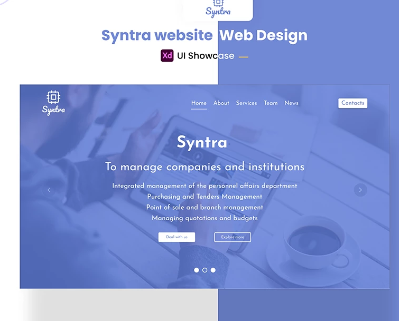 Syntra
Syntra website Web Design
Xd UI Showcase
Syntra
Home About Services Team News
Contacts
Syntra
To manage companies and institutions
Integrated management of the personnel affairs department
Purchasing and Tenders Management
Point of sale and branch management
Managing quotations and budgets